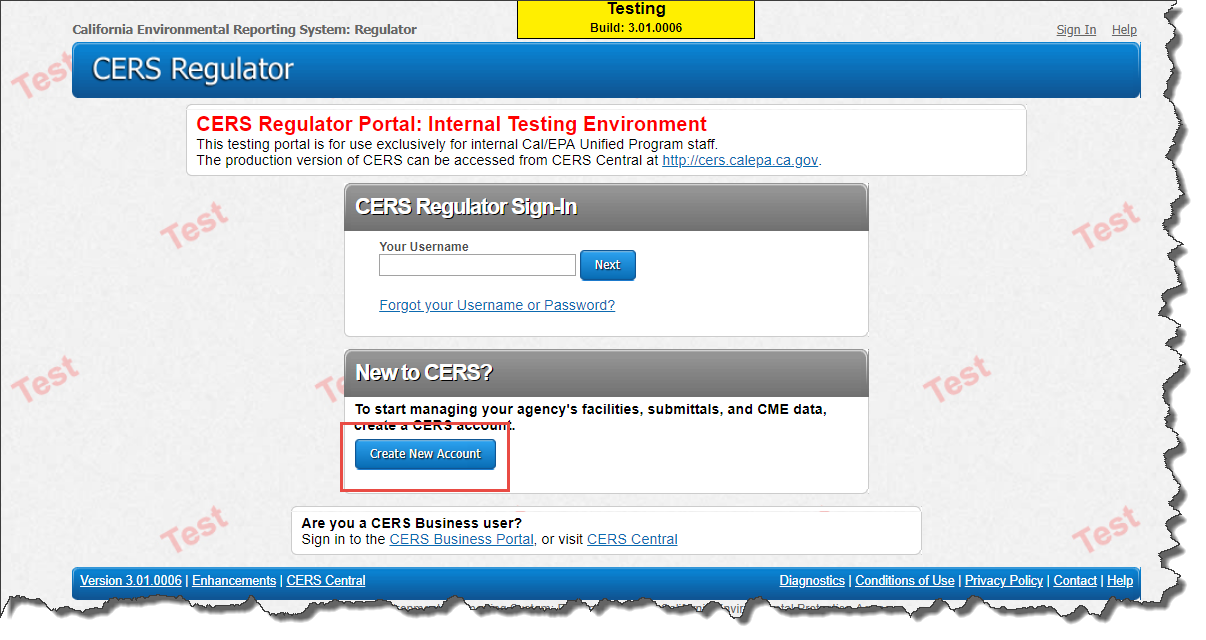 Testing
Build: 3.01.0006
California Environmental Reporting System: Regulator
Sign In Help
CERS Regulator
Test
CERS Regulator Portal: Internal Testing Environment
This testing portal is for use exclusively for internal Cal/EPA Unified Program staff.
The production version of CERS can be accessed from CERS Central at http://cers.calepa.ca.gov.
CERS Regulator Sign-In
Test
Test
Your Username
Next
Forgot your Username or Password?
New to CERS?
Test
Test
To start managing your agency's facilities, submittals, and CME data,
create a CERS account.
Create New Account
Test
Test
Are you a CERS Business user?
Sign in to the CERS Business Portal, or visit CERS Central
Version 3.01.0006 | Enhancements | CERS Central
Diagnostics | Conditions of Use | Privacy Policy | Contact | Help